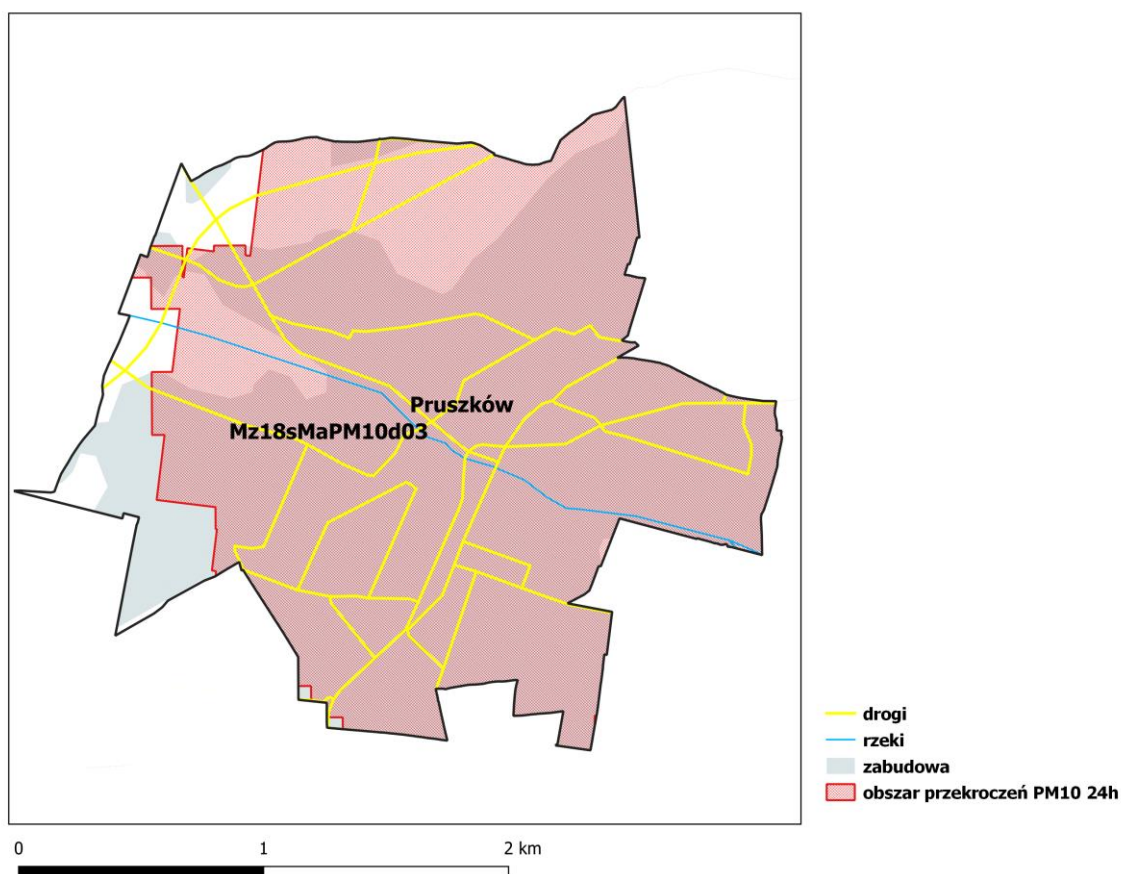 Pruszków
Mz18sMaPM10d03
drogi
rzeki
zabudowa
obszar przekroczeń PM10 24h
0 1 2 km